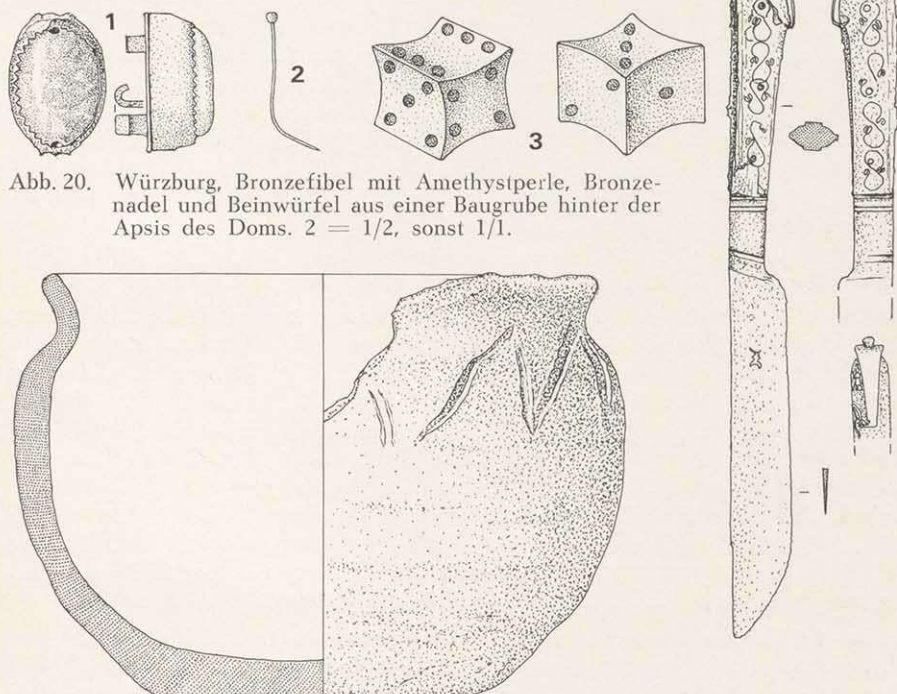 1
2
3
Abb. 20. Würzburg, Bronzefibel mit Amethystperle, Bronze-
nadel und Beinwürfel aus einer Baugrube hinter der
Apsis des Doms. 2 = 1/2, sonst 1/1.